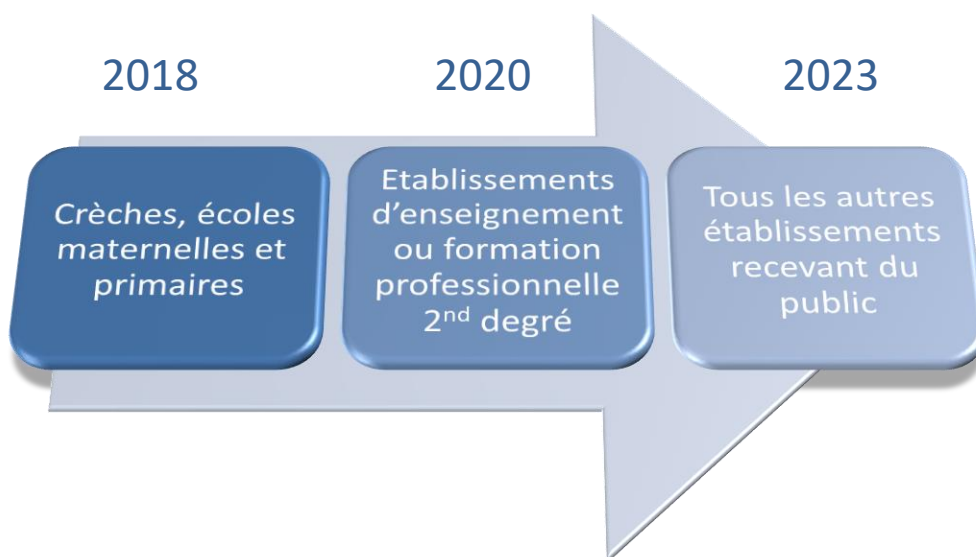 2018
2020
2023
Crèches, écoles
maternelles et
primaires
Etablissements
d'enseignement
ou formation
professionnelle
2nd degré
Tous les autres
établissements
recevant du
public